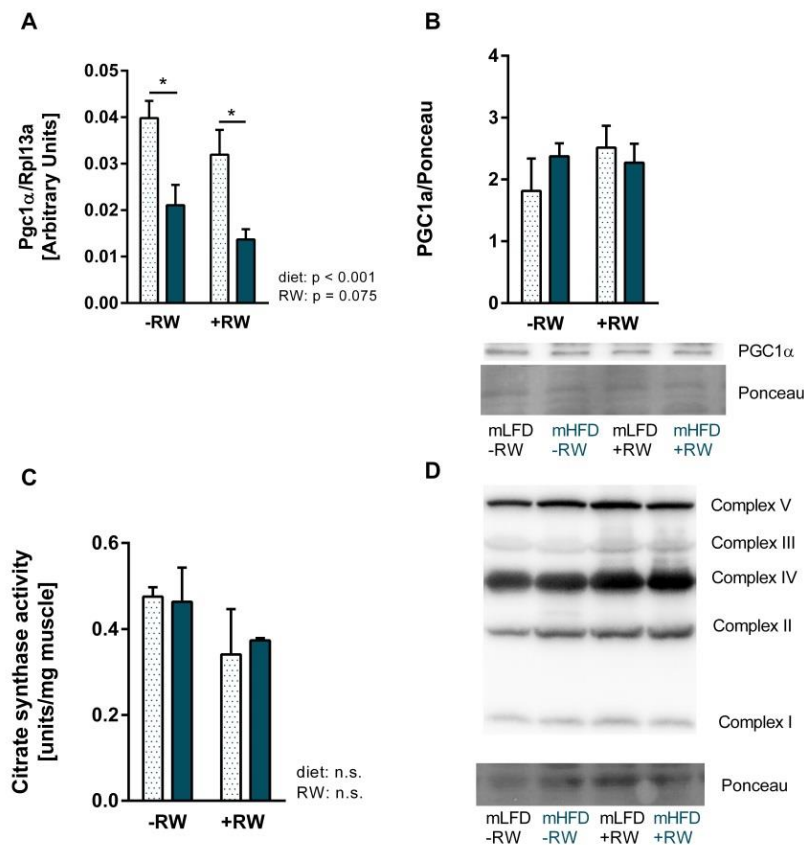 A
Pgc1α/Rpl13a
[Arbitrary Units]
0.05
0.04
0.03
0.02
0.01
0.00
*
*
-RW
+RW
diet: p < 0.001
RW: p = 0.075
B
PGC1a/Ponceau
4
3
2
1
0
-RW
+RW
PGC1α
Ponceau
mLFD mHFD mLFD mHFD
-RW -RW +RW +RW
C
Citrate synthase activity
[units/mg muscle]
0.6
0.4
0.2
0.0
-RW
+RW
diet: n.s.
RW: n.s.
D
Complex V
Complex III
Complex IV
Complex II
Complex I
Ponceau
mLFD mHFD mLFD mHFD
-RW -RW +RW +RW